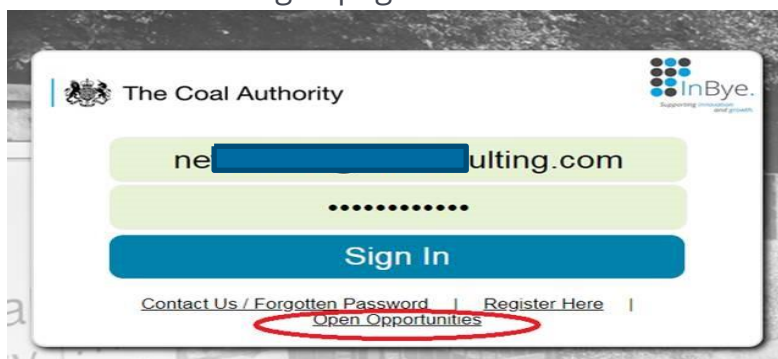 The Coal Authority
InBye.
Supporting innovation
and growth
ne ulting.com
••••••••••••
Sign In
Contact Us / Forgotten Password | Register Here |
Open Opportunities